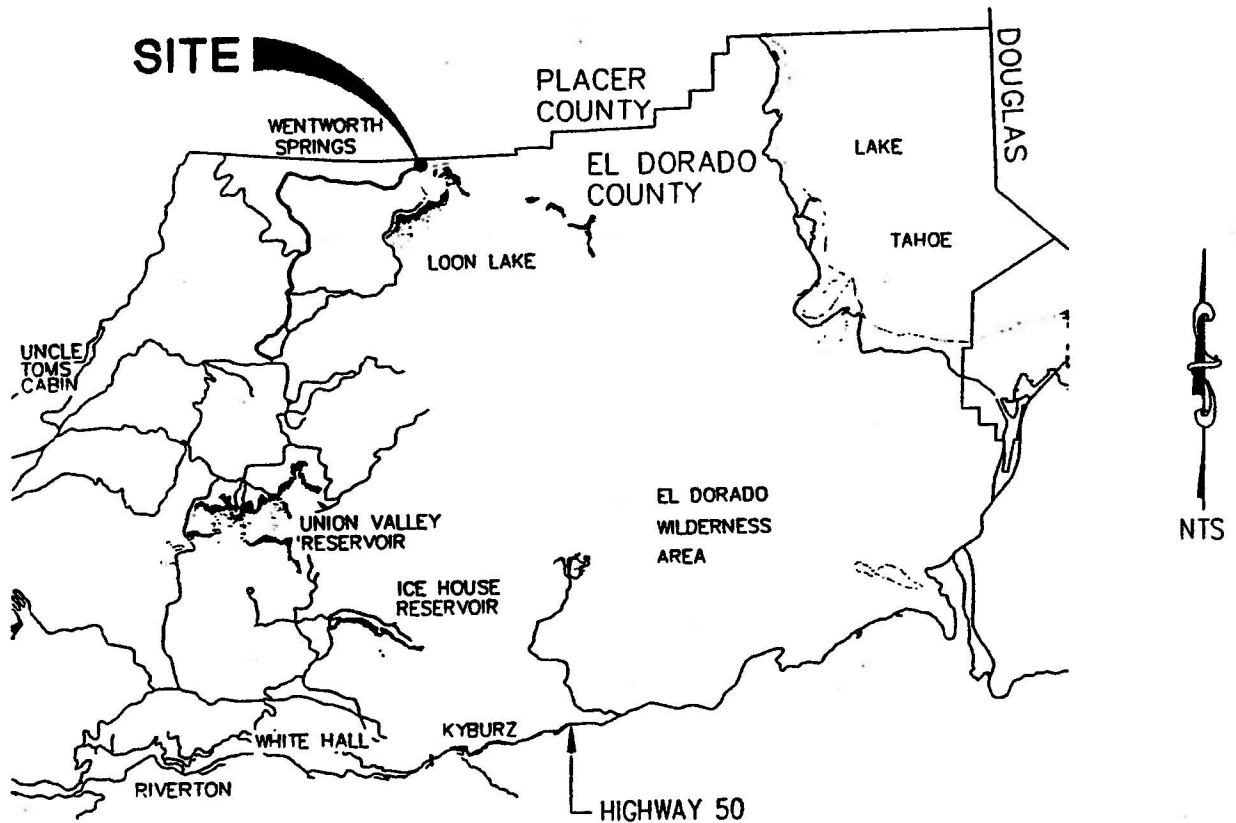 SITE
PLACER
COUNTY
DOUGLAS
WENTWORTH
SPRINGS
EL DORADO
COUNTY
LAKE
TAHOE
LOON LAKE
UNCLE
TOMS
CABIN
EL DORADO
WILDERNESS
AREA
NTS
UNION VALLEY
RESERVOIR
ICE HOUSE
RESERVOIR
KYBURZ
WHITE HALL
RIVERTON
HIGHWAY 50